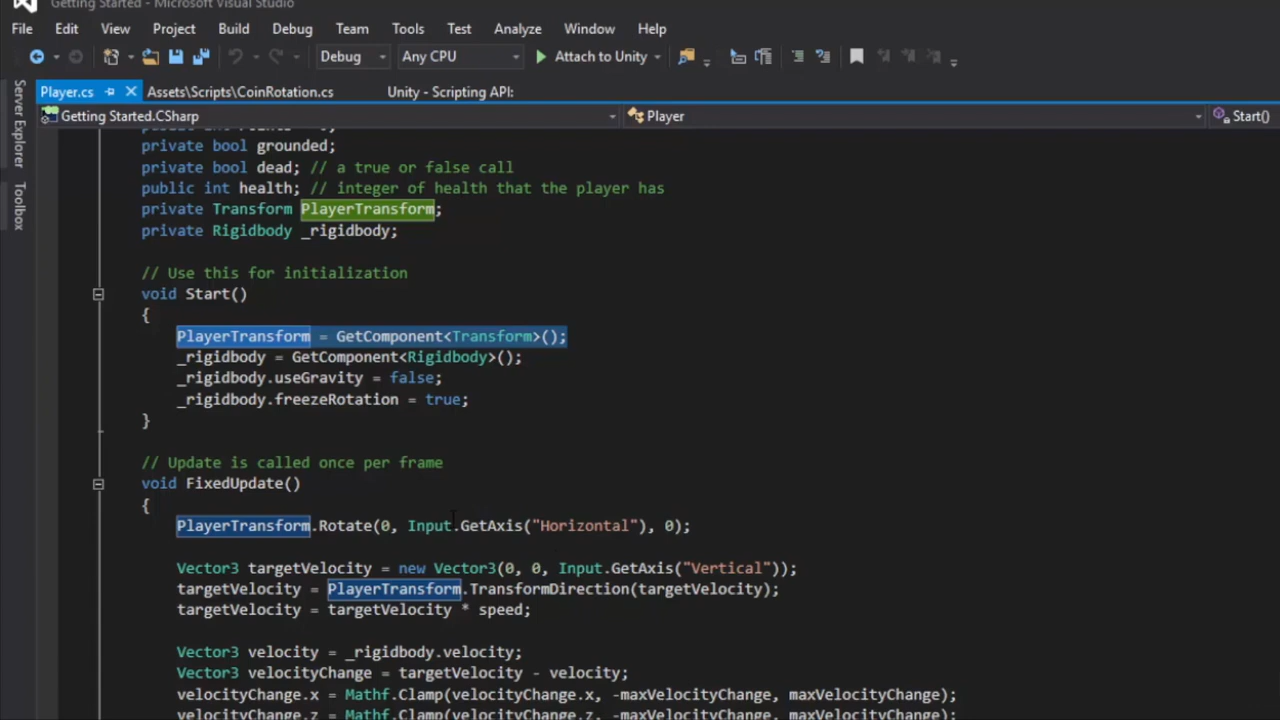 Getting Started - Microsoft Visual Studio
File Edit View Project Build Debug Team Tools Test Analyze Window Help
Debug Any CPU Attach to Unity
Server Explorer
Toolbox
Player.cs Assets\Scripts\CoinRotation.cs Unity - Scripting API:
Getting Started.CSharp Player Start()
private bool grounded;
private bool dead; // a true or false call
public int health; // integer of health that the player has
private Transform PlayerTransform;
private Rigidbody _rigidbody;
// Use this for initialization
void Start()
{
PlayerTransform = GetComponent<Transform>();
_rigidbody = GetComponent<Rigidbody>();
_rigidbody.useGravity = false;
_rigidbody.freezeRotation = true;
}
// Update is called once per frame
void FixedUpdate()
{
PlayerTransform.Rotate(0, Input.GetAxis("Horizontal"), 0);
Vector3 targetVelocity = new Vector3(0, 0, Input.GetAxis("Vertical"));
targetVelocity = PlayerTransform.TransformDirection(targetVelocity);
targetVelocity = targetVelocity * speed;
Vector3 velocity = _rigidbody.velocity;
Vector3 velocityChange = targetVelocity - velocity;
velocityChange.x = Mathf.Clamp(velocityChange.x, -maxVelocityChange, maxVelocityChange);
velocityChange.z = Mathf.Clamp(velocityChange.z, -maxVelocityChange, maxVelocityChange);